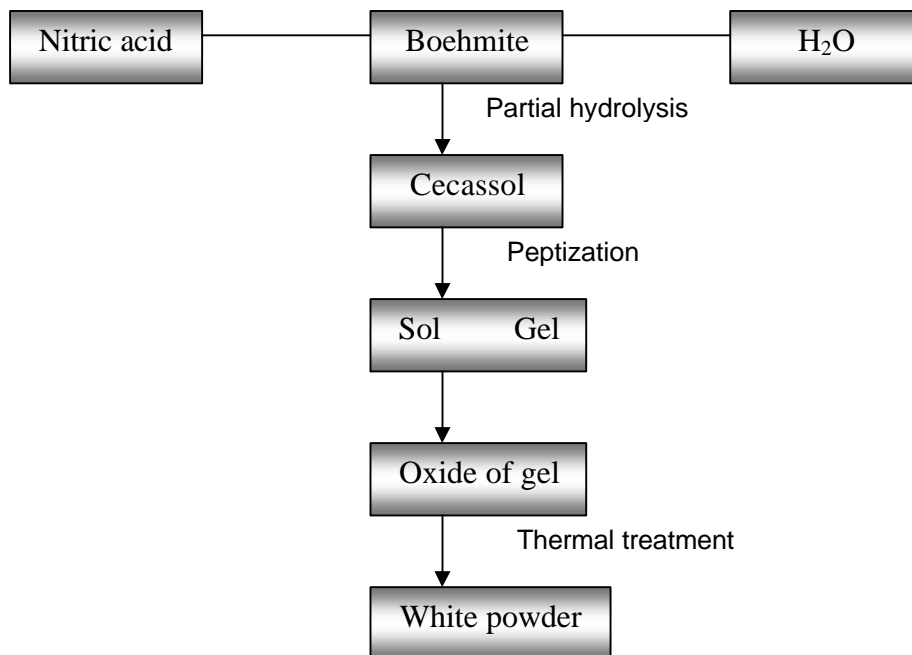 Nitric acid
Boehmite
H₂O
Partial hydrolysis
Cecassol
Peptization
Sol Gel
Oxide of gel
Thermal treatment
White powder